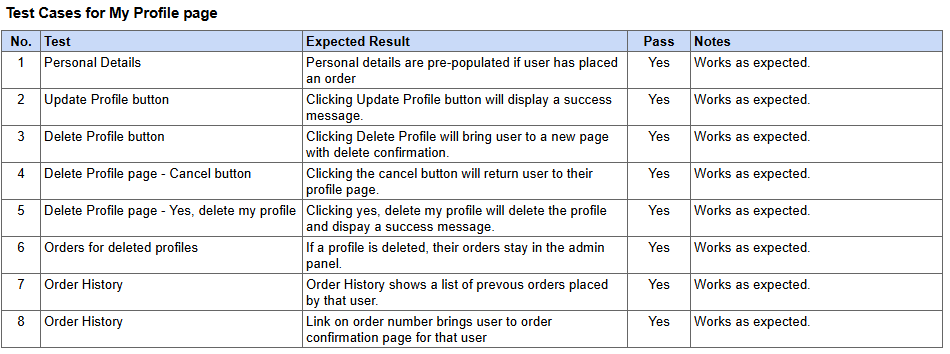 Test Cases for My Profile page
No. Test Expected Result Pass Notes
1 Personal Details Personal details are pre-populated if user has placed Yes Works as expected.
an order
2 Update Profile button Clicking Update Profile button will display a success Yes Works as expected.
message.
3 Delete Profile button Clicking Delete Profile will bring user to a new page Yes Works as expected.
with delete confirmation.
4 Delete Profile page - Cancel button Clicking the cancel button will return user to their Yes Works as expected.
profile page.
5 Delete Profile page - Yes, delete my profile Clicking yes, delete my profile will delete the profile Yes Works as expected.
and dispay a success message.
6 Orders for deleted profiles If a profile is deleted, their orders stay in the admin Yes Works as expected.
panel.
7 Order History Order History shows a list of prevous orders placed Yes Works as expected.
by that user.
8 Order History Link on order number brings user to order Yes Works as expected.
confirmation page for that user